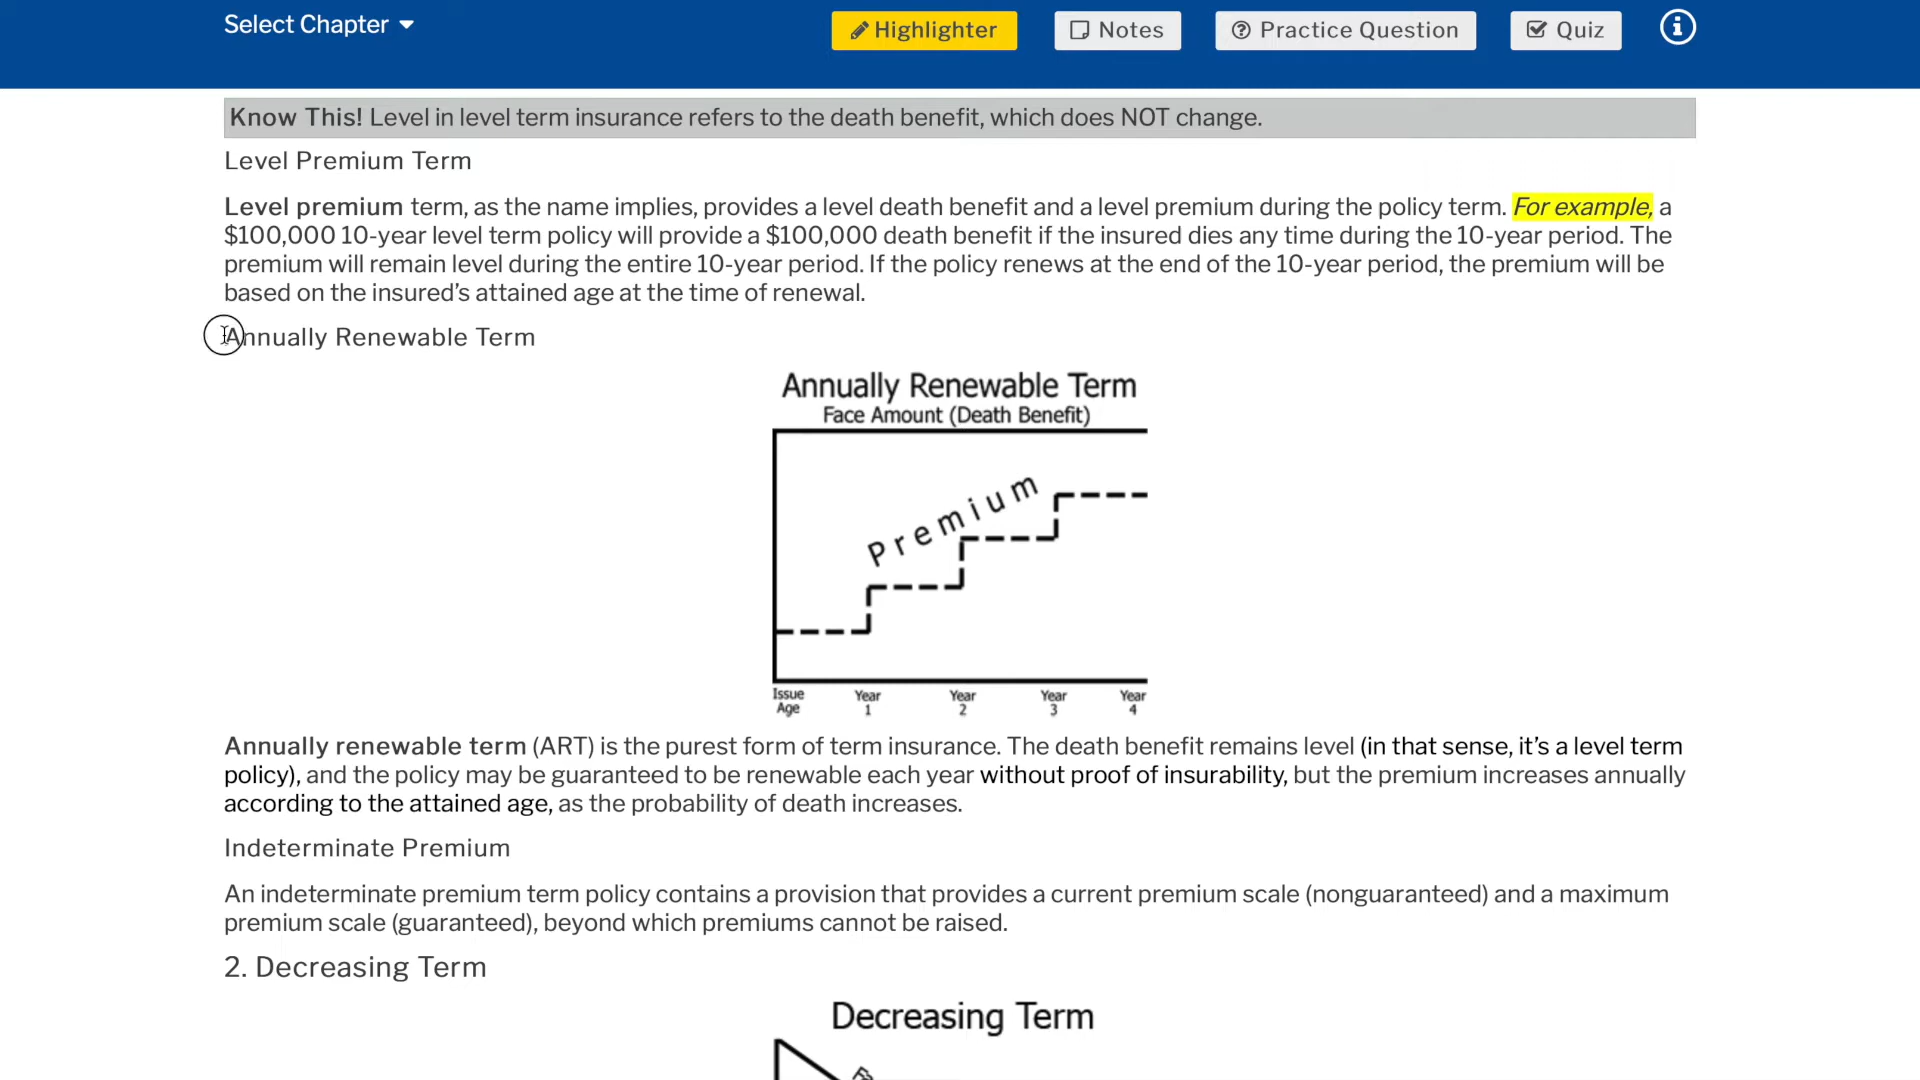 Select Chapter
Highlighter
Notes
Practice Question
Quiz
Know This! Level in level term insurance refers to the death benefit, which does NOT change.
Level Premium Term
Level premium term, as the name implies, provides a level death benefit and a level premium during the policy term. For example, a
$100,000 10-year level term policy will provide a $100,000 death benefit if the insured dies any time during the 10-year period. The
premium will remain level during the entire 10-year period. If the policy renews at the end of the 10-year period, the premium will be
based on the insured’s attained age at the time of renewal.
Annually Renewable Term
Annually Renewable Term
Face Amount (Death Benefit)
Premium
Issue Age
Year 1
Year 2
Year 3
Year 4
Annually renewable term (ART) is the purest form of term insurance. The death benefit remains level (in that sense, it’s a level term
policy), and the policy may be guaranteed to be renewable each year without proof of insurability, but the premium increases annually
according to the attained age, as the probability of death increases.
Indeterminate Premium
An indeterminate premium term policy contains a provision that provides a current premium scale (nonguaranteed) and a maximum
premium scale (guaranteed), beyond which premiums cannot be raised.
2. Decreasing Term
Decreasing Term